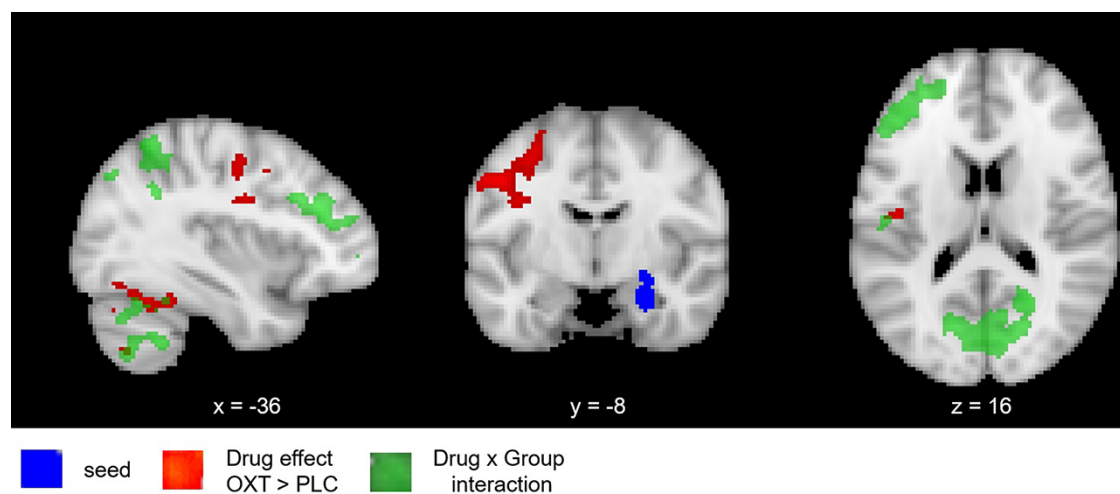 x = -36
y = -8
z = 16
seed
Drug effect
OXT > PLC
Drug x Group
interaction